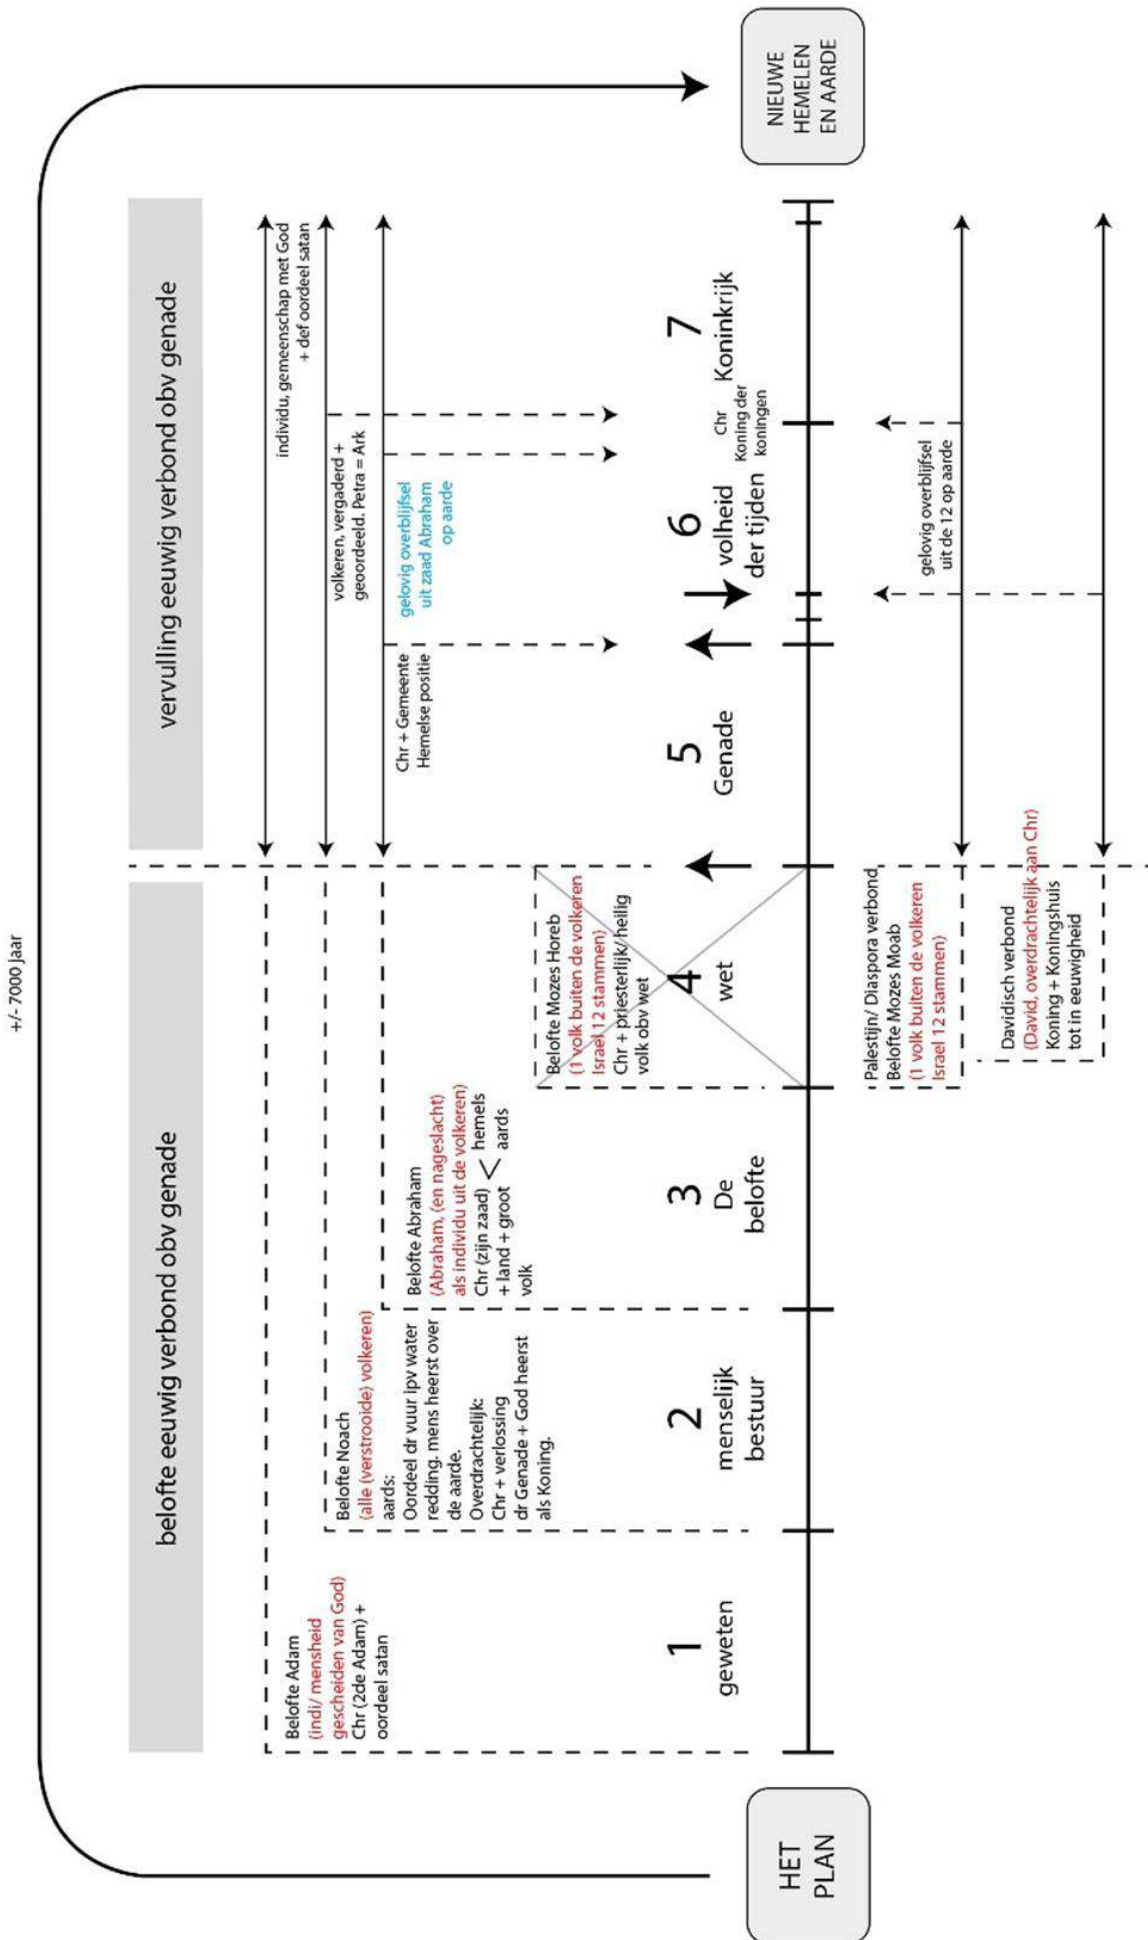 +/- 7000 jaar
belofte eeuwig verbond obv genade
vervulling eeuwig verbond obv genade
Belofte Adam
(indi/ mensheid
gescheiden van God)
Chr (2de Adam) +
oordeel satan
Belofte Noach
(alle (verstrooide) volkeren)
aards:
Oordeel dr vuur ipv water
redding. mens heerst over
de aarde.
Overdrachtelijk:
Chr + verlossing
dr Genade + God heerst
als Koning.
Belofte Abraham
(Abraham, (en nageslacht)
als individu uit de volkeren)
Chr (zijn zaad) < hemels
+ land + groot aards
volk
Belofte Mozes Horeb
(1 volk buiten de volkeren
Israel 12 stammen)
Chr + priesterlijk/ heilig
volk obv wet
individu, gemeenschap met God
+ def oordeel satan
volkeren, vergaderd +
geoordeeld. Petra = Ark
Chr + Gemeente
Hemelse positie
gelovig overblijfsel
uit zaad Abraham
op aarde
HET
PLAN
1
geweten
2
menselijk
bestuur
3
De
belofte
4
wet
5
Genade
6
volheid
der tijden
Chr
Koning der
koningen
7
Koninkrijk
NIEUWE
HEMELEN
EN AARDE
Palestijn/ Diaspora verbond
Belofte Mozes Moab
(1 volk buiten de volkeren
Israel 12 stammen)
Davidisch verbond
(David, overdrachtelijk aan Chr)
Koning + Koningshuis
tot in eeuwigheid
gelovig overblijfsel
uit de 12 op aarde